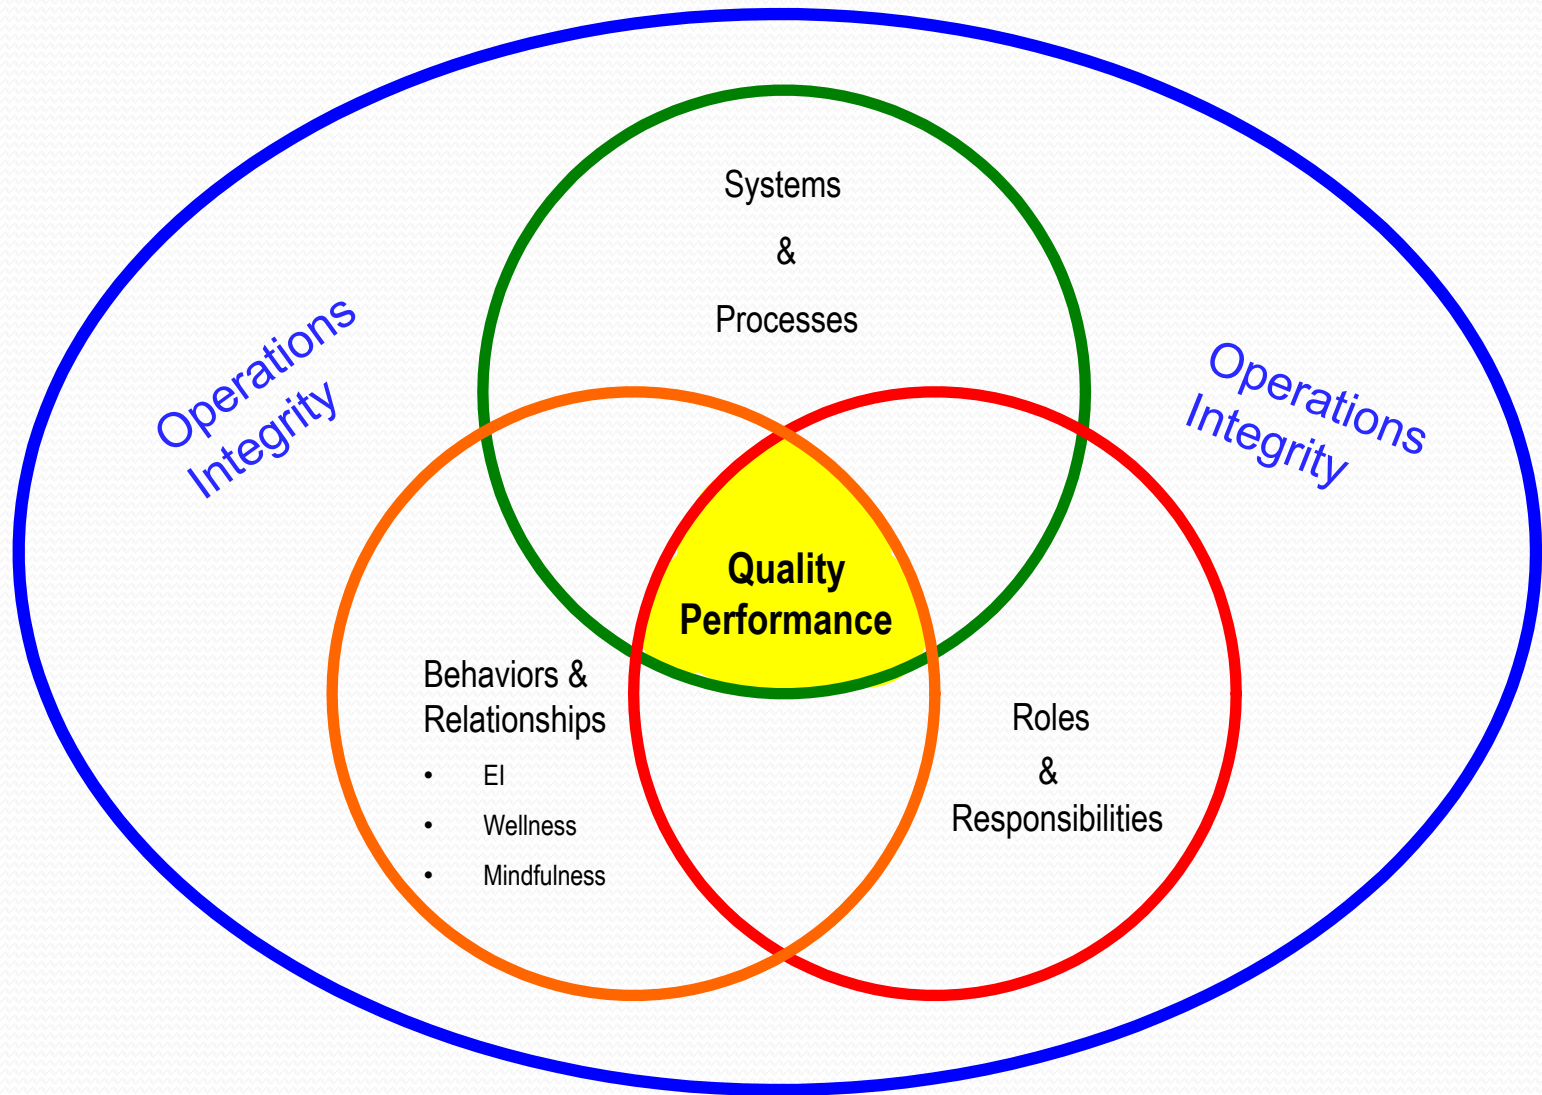 Systems
&
Processes
Operations
Integrity
Operations
Integrity
Quality
Performance
Behaviors &
Relationships
• EI
• Wellness
• Mindfulness
Roles
&
Responsibilities